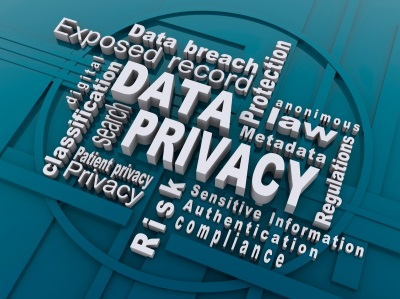 Data breach
Exposed record
digital
classification
Search
DATA
PRIVACY
Protection
anonymous
law
Metadata
Regulations
Patient privacy
Privacy
Risk
Sensitive Information
Authentication
compliance